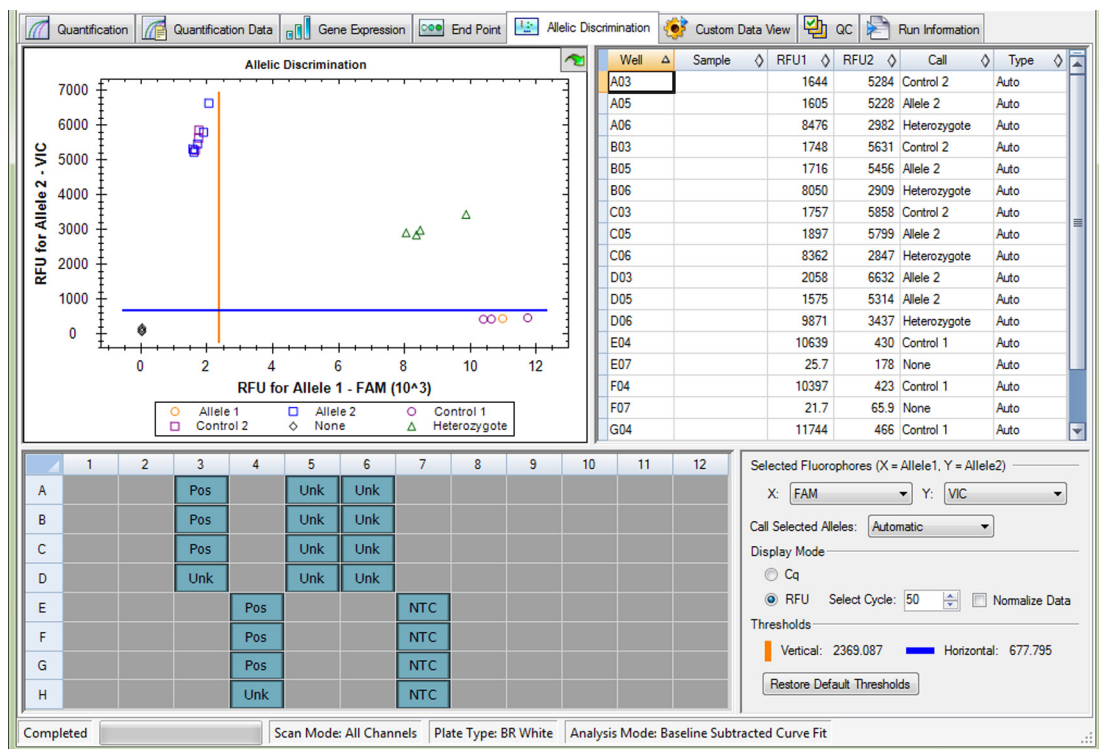 Quantification Quantification Data Gene Expression End Point Allelic Discrimination Custom Data View QC Run Information
Allelic Discrimination
7000
6000
5000
4000
3000
2000
1000
0
RFU for Allele 2 - VIC
0 2 4 6 8 10 12
RFU for Allele 1 - FAM (10^3)
Allele 1 Allele 2 Control 1
Control 2 None Heterozygote
Well Sample RFU1 RFU2 Call Type
A03 1644 5284 Control 2 Auto
A05 1605 5228 Allele 2 Auto
A06 8476 2982 Heterozygote Auto
B03 1748 5631 Control 2 Auto
B05 1716 5456 Allele 2 Auto
B06 8050 2909 Heterozygote Auto
C03 1757 5858 Control 2 Auto
C05 1897 5799 Allele 2 Auto
C06 8362 2847 Heterozygote Auto
D03 2058 6632 Allele 2 Auto
D05 1575 5314 Allele 2 Auto
D06 9871 3437 Heterozygote Auto
E04 10639 430 Control 1 Auto
E07 25.7 178 None Auto
F04 10397 423 Control 1 Auto
F07 21.7 65.9 None Auto
G04 11744 466 Control 1 Auto
1 2 3 4 5 6 7 8 9 10 11 12
A Pos Unk Unk
B Pos Unk Unk
C Pos Unk Unk
D Unk Unk Unk
E Pos NTC
F Pos NTC
G Pos NTC
H Unk NTC
Selected Fluorophores (X = Allele1, Y = Allele2)
X: FAM Y: VIC
Call Selected Alleles: Automatic
Display Mode
Cq
RFU Select Cycle: 50 Normalize Data
Thresholds
Vertical: 2369.087 Horizontal: 677.795
Restore Default Thresholds
Completed Scan Mode: All Channels Plate Type: BR White Analysis Mode: Baseline Subtracted Curve Fit